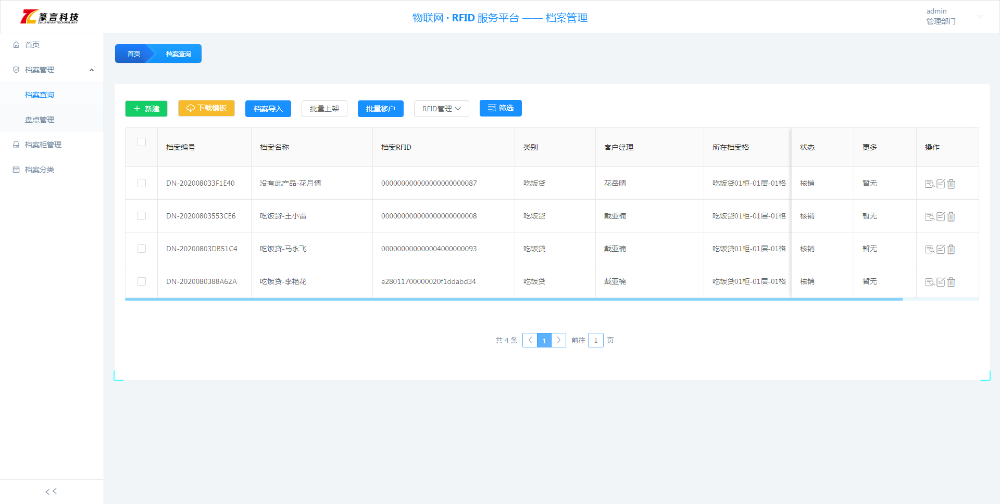 篆言科技
ZHUANYAN TECHNOLOGY
物联网 · RFID 服务平台 —— 档案管理
admin
管理部门
首页
档案管理
档案查询
盘点管理
档案柜管理
档案分类
<<
首页 档案查询
+ 新建 下载模板 档案导入 批量上架 批量移户 RFID管理 筛选
档案编号 档案名称 档案RFID 类别 客户经理 所在档案格 状态 更多 操作
DN-202008033F1E40 没有此产品-花月情 000000000000000000000087 吃饭贷 花岳晴 吃饭贷01柜-01层-01格 核销 暂无
DN-20200803553CE6 吃饭贷-王小雷 000000000000000000000008 吃饭贷 戴亚楠 吃饭贷01柜-01层-01格 核销 暂无
DN-20200803DB51C4 吃饭贷-马永飞 000000000000004000000093 吃饭贷 戴亚楠 吃饭贷01柜-01层-01格 核销 暂无
DN-2020080388A62A 吃饭贷-李艳花 e28011700000020f1ddabd34 吃饭贷 戴亚楠 吃饭贷01柜-01层-01格 核销 暂无
共 4 条 < 1 > 前往 1 页